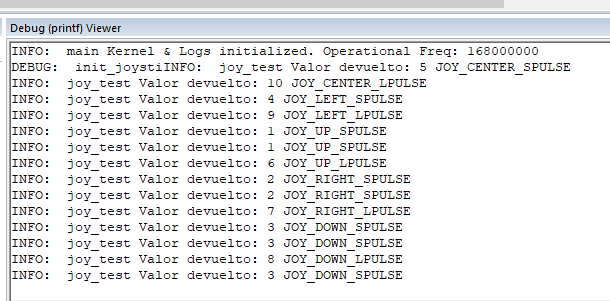 Debug (printf) Viewer
INFO:  main Kernel & Logs initialized. Operational Freq: 168000000
DEBUG:  init_joystiINFO:  joy_test Valor devuelto: 5 JOY_CENTER_SPULSE
INFO:  joy_test Valor devuelto: 10 JOY_CENTER_LPULSE
INFO:  joy_test Valor devuelto: 4 JOY_LEFT_SPULSE
INFO:  joy_test Valor devuelto: 9 JOY_LEFT_LPULSE
INFO:  joy_test Valor devuelto: 1 JOY_UP_SPULSE
INFO:  joy_test Valor devuelto: 1 JOY_UP_SPULSE
INFO:  joy_test Valor devuelto: 6 JOY_UP_LPULSE
INFO:  joy_test Valor devuelto: 2 JOY_RIGHT_SPULSE
INFO:  joy_test Valor devuelto: 2 JOY_RIGHT_SPULSE
INFO:  joy_test Valor devuelto: 7 JOY_RIGHT_LPULSE
INFO:  joy_test Valor devuelto: 3 JOY_DOWN_SPULSE
INFO:  joy_test Valor devuelto: 3 JOY_DOWN_SPULSE
INFO:  joy_test Valor devuelto: 8 JOY_DOWN_LPULSE
INFO:  joy_test Valor devuelto: 3 JOY_DOWN_SPULSE